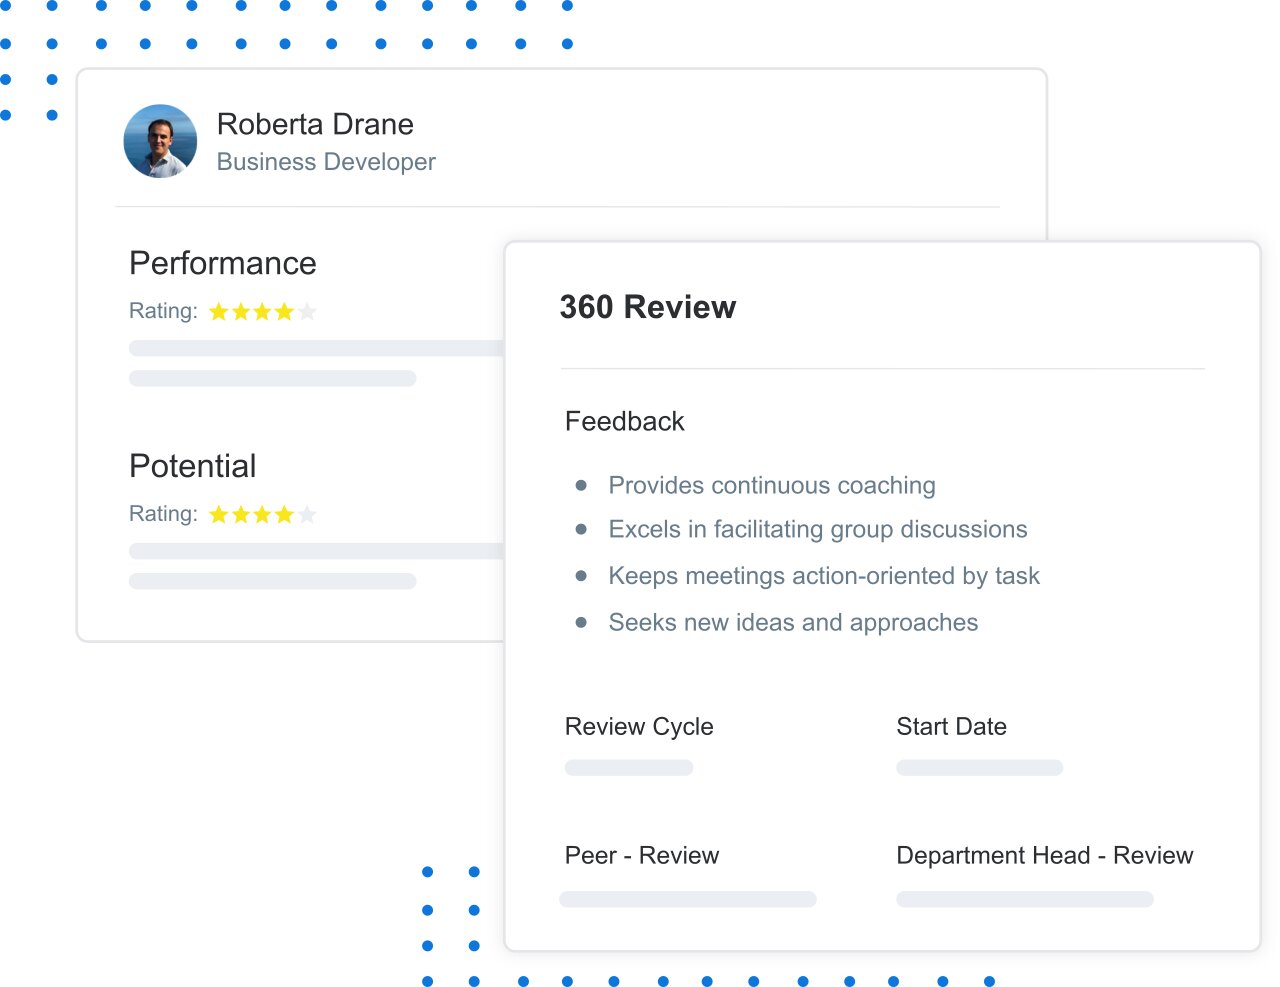 Roberta Drane
Business Developer
Performance
Rating:
Potential
Rating:
360 Review
Feedback
Provides continuous coaching
Excels in facilitating group discussions
Keeps meetings action-oriented by task
Seeks new ideas and approaches
Review Cycle
Start Date
Peer - Review
Department Head - Review